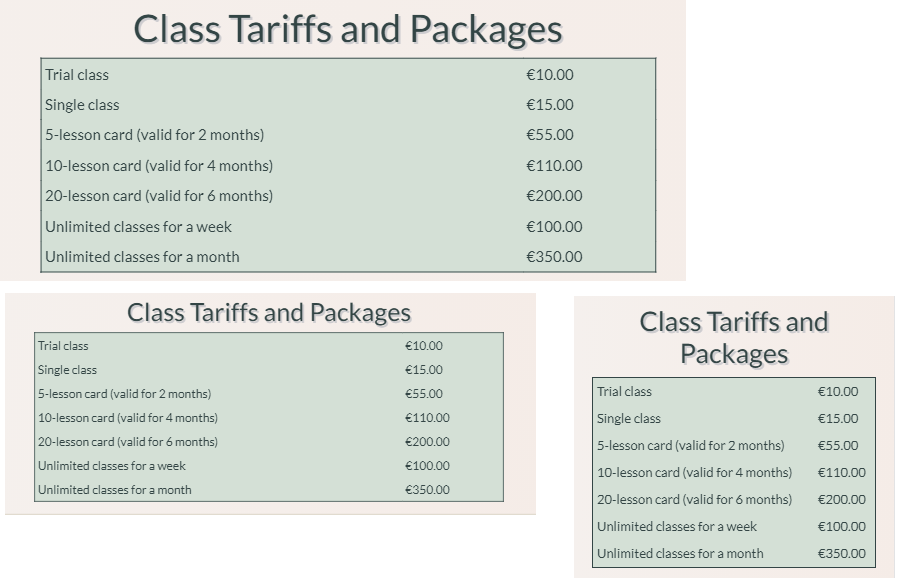 Class Tariffs and Packages
Trial class €10.00
Single class €15.00
5-lesson card (valid for 2 months) €55.00
10-lesson card (valid for 4 months) €110.00
20-lesson card (valid for 6 months) €200.00
Unlimited classes for a week €100.00
Unlimited classes for a month €350.00
Class Tariffs and Packages
Trial class €10.00
Single class €15.00
5-lesson card (valid for 2 months) €55.00
10-lesson card (valid for 4 months) €110.00
20-lesson card (valid for 6 months) €200.00
Unlimited classes for a week €100.00
Unlimited classes for a month €350.00
Class Tariffs and
Packages
Trial class €10.00
Single class €15.00
5-lesson card (valid for 2 months) €55.00
10-lesson card (valid for 4 months) €110.00
20-lesson card (valid for 6 months) €200.00
Unlimited classes for a week €100.00
Unlimited classes for a month €350.00